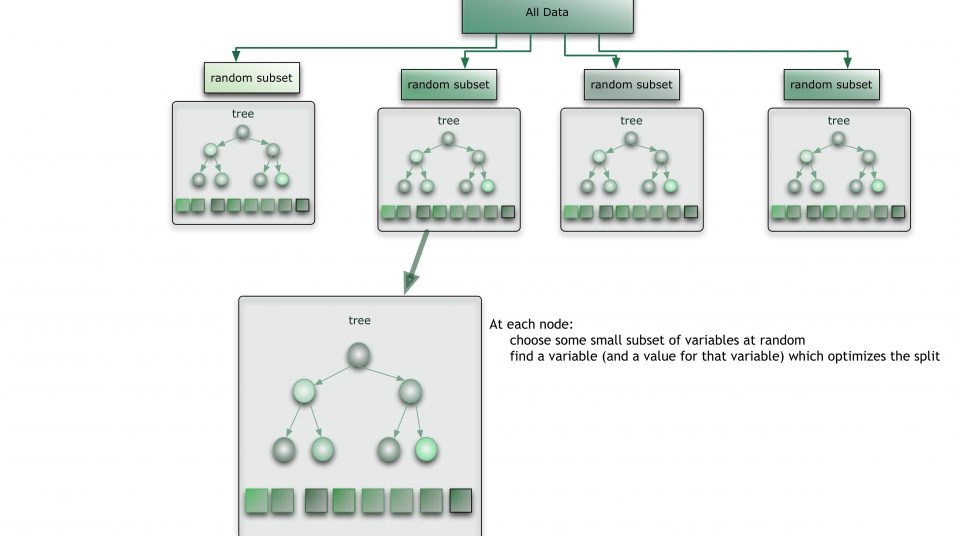 All Data
random subset
random subset
random subset
random subset
tree
tree
tree
tree
tree
At each node:
choose some small subset of variables at random
find a variable (and a value for that variable) which optimizes the split